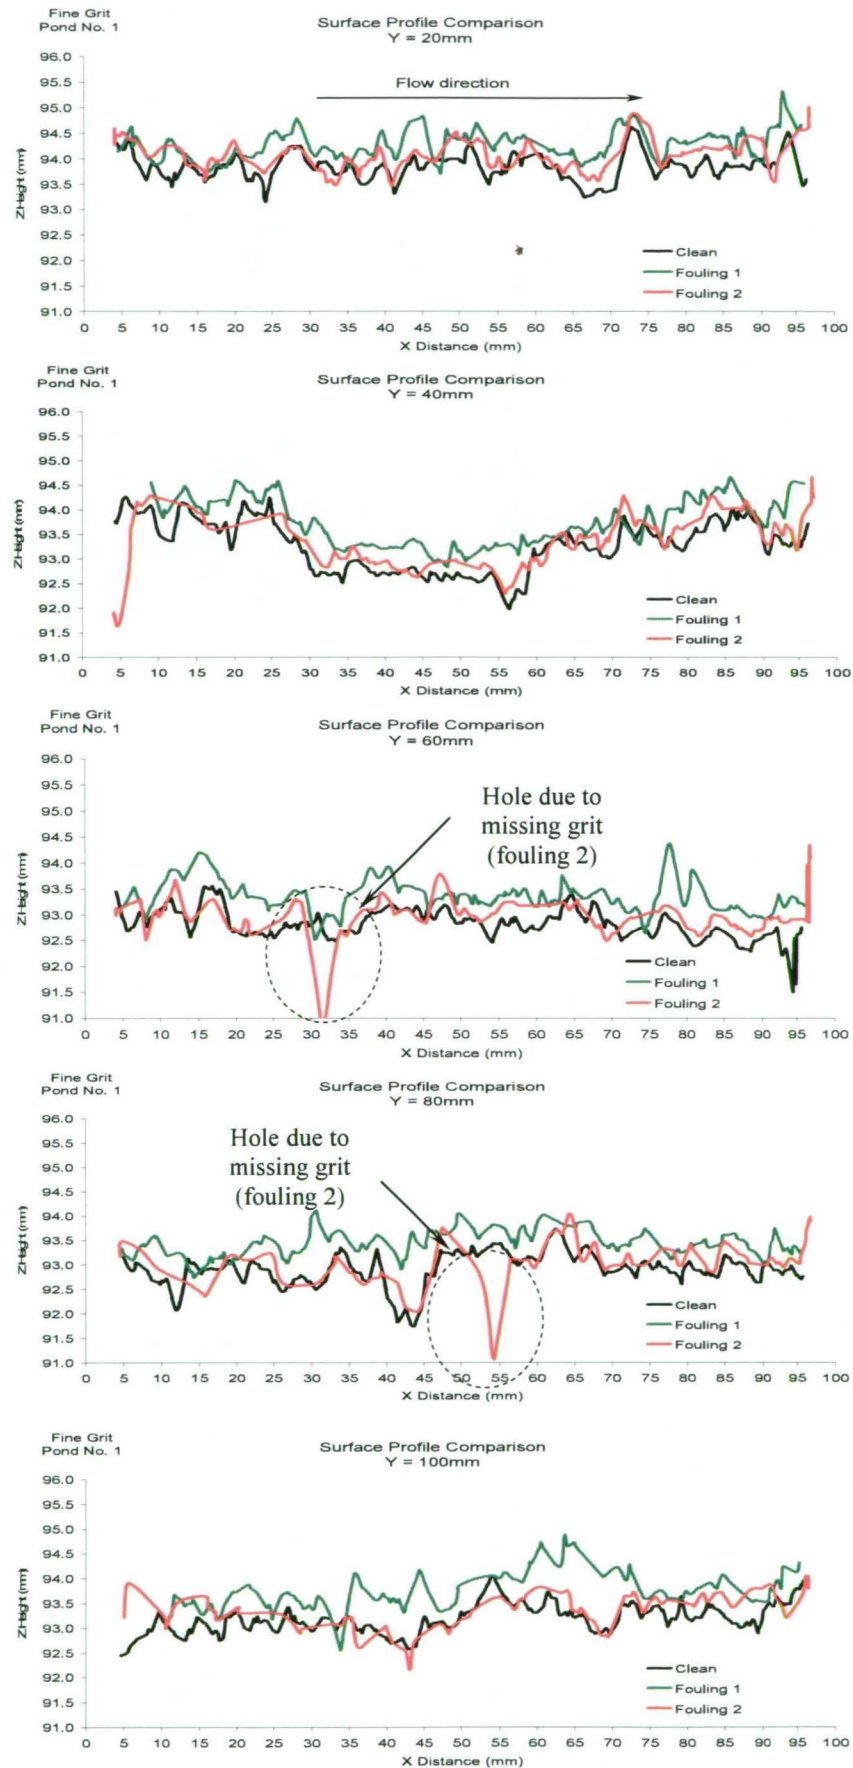 Fine Grit
Pond No. 1
Surface Profile Comparison
Y = 20mm
Flow direction
96.0
95.5
95.0
94.5
94.0
93.5
93.0
92.5
92.0
91.5
91.0
Z Height (mm)
Clean
Fouling 1
Fouling 2
0 5 10 15 20 25 30 35 40 45 50 55 60 65 70 75 80 85 90 95 100
X Distance (mm)
Fine Grit
Pond No. 1
Surface Profile Comparison
Y = 40mm
96.0
95.5
95.0
94.5
94.0
93.5
93.0
92.5
92.0
91.5
91.0
Z Height (mm)
Clean
Fouling 1
Fouling 2
0 5 10 15 20 25 30 35 40 45 50 55 60 65 70 75 80 85 90 95 100
X Distance (mm)
Fine Grit
Pond No. 1
Surface Profile Comparison
Y = 60mm
Hole due to
missing grit
(fouling 2)
96.0
95.5
95.0
94.5
94.0
93.5
93.0
92.5
92.0
91.5
91.0
Z Height (mm)
Clean
Fouling 1
Fouling 2
0 5 10 15 20 25 30 35 40 45 50 55 60 65 70 75 80 85 90 95 100
X Distance (mm)
Fine Grit
Pond No. 1
Surface Profile Comparison
Y = 80mm
Hole due to
missing grit
(fouling 2)
96.0
95.5
95.0
94.5
94.0
93.5
93.0
92.5
92.0
91.5
91.0
Z Height (mm)
Clean
Fouling 1
Fouling 2
0 5 10 15 20 25 30 35 40 45 50 55 60 65 70 75 80 85 90 95 100
X Distance (mm)
Fine Grit
Pond No. 1
Surface Profile Comparison
Y = 100mm
96.0
95.5
95.0
94.5
94.0
93.5
93.0
92.5
92.0
91.5
91.0
Z Height (mm)
Clean
Fouling 1
Fouling 2
0 5 10 15 20 25 30 35 40 45 50 55 60 65 70 75 80 85 90 95 100
X Distance (mm)